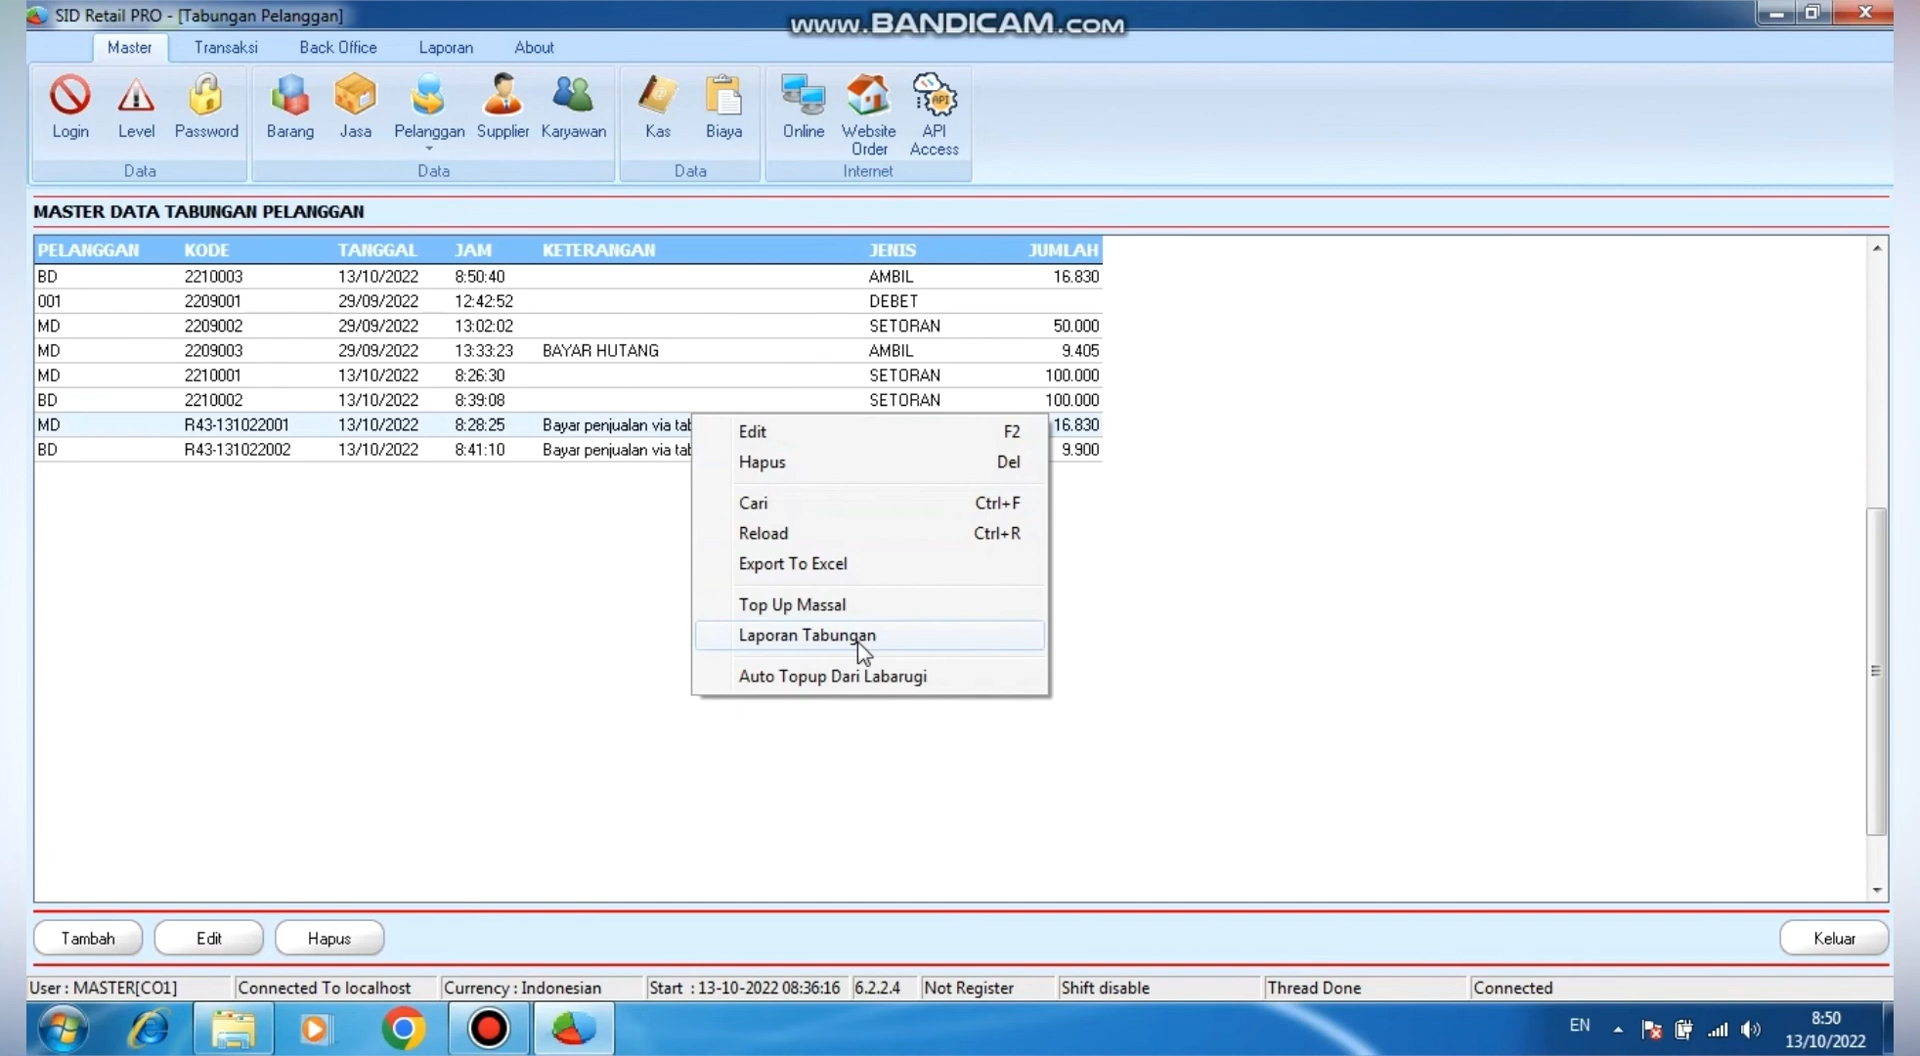 SID Retail PRO - [Tabungan Pelanggan]
www.BANDICAM.com
Master Transaksi Back Office Laporan About
Login Level Password Barang Jasa Pelanggan Supplier Karyawan Kas Biaya Online Website Order API Access
Data Data Data Internet
MASTER DATA TABUNGAN PELANGGAN
PELANGGAN KODE TANGGAL JAM KETERANGAN JENIS JUMLAH
BD 2210003 13/10/2022 8:50:40 AMBIL 16.830
001 2209001 29/09/2022 12:42:52 DEBET
MD 2209002 29/09/2022 13:02:02 SETORAN 50.000
MD 2209003 29/09/2022 13:33:23 BAYAR HUTANG AMBIL 9.405
MD 2210001 13/10/2022 8:26:30 SETORAN 100.000
BD 2210002 13/10/2022 8:39:08 SETORAN 100.000
MD R43-131022001 13/10/2022 8:28:25 Bayar penjualan via tab 16.830
BD R43-131022002 13/10/2022 8:41:10 Bayar penjualan via tab 9.900
Edit F2
Hapus Del
Cari Ctrl+F
Reload Ctrl+R
Export To Excel
Top Up Massal
Laporan Tabungan
Auto Topup Dari Labarugi
Tambah Edit Hapus Keluar
User : MASTER[CO1] Connected To localhost Currency : Indonesian Start : 13-10-2022 08:36:16 6.2.2.4 Not Register Shift disable Thread Done Connected
EN 8:50
13/10/2022